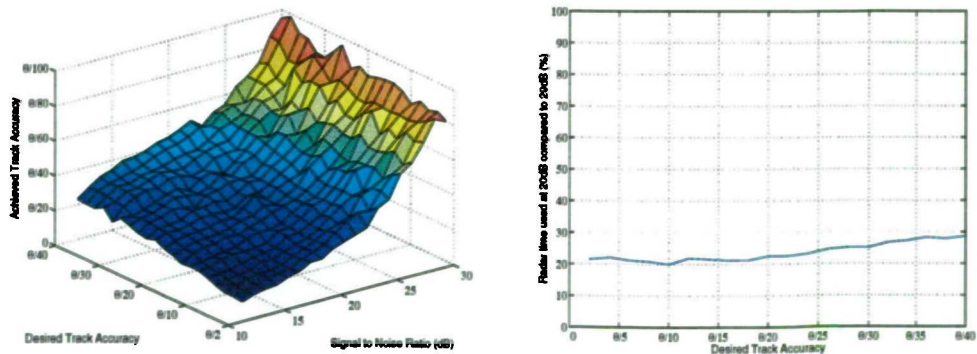 Achieved Track Accuracy
θ/100
θ/80
θ/60
θ/40
θ/20
0
θ/40
θ/30
θ/20
θ/10
θ/2
10
15
20
25
30
Desired Track Accuracy
Signal to Noise Ratio (dB)
Radar time used at 20dB compared to 20dB (%)
100
90
80
70
60
50
40
30
20
10
0
0
θ/5
θ/10
θ/15
θ/20
θ/25
θ/30
θ/35
θ/40
Desired Track Accuracy